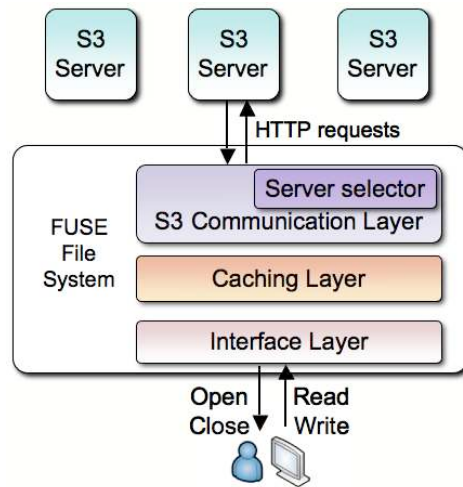 S3
Server
S3
Server
S3
Server
HTTP requests
FUSE
File
System
Server selector
S3 Communication Layer
Caching Layer
Interface Layer
Open
Close
Read
Write